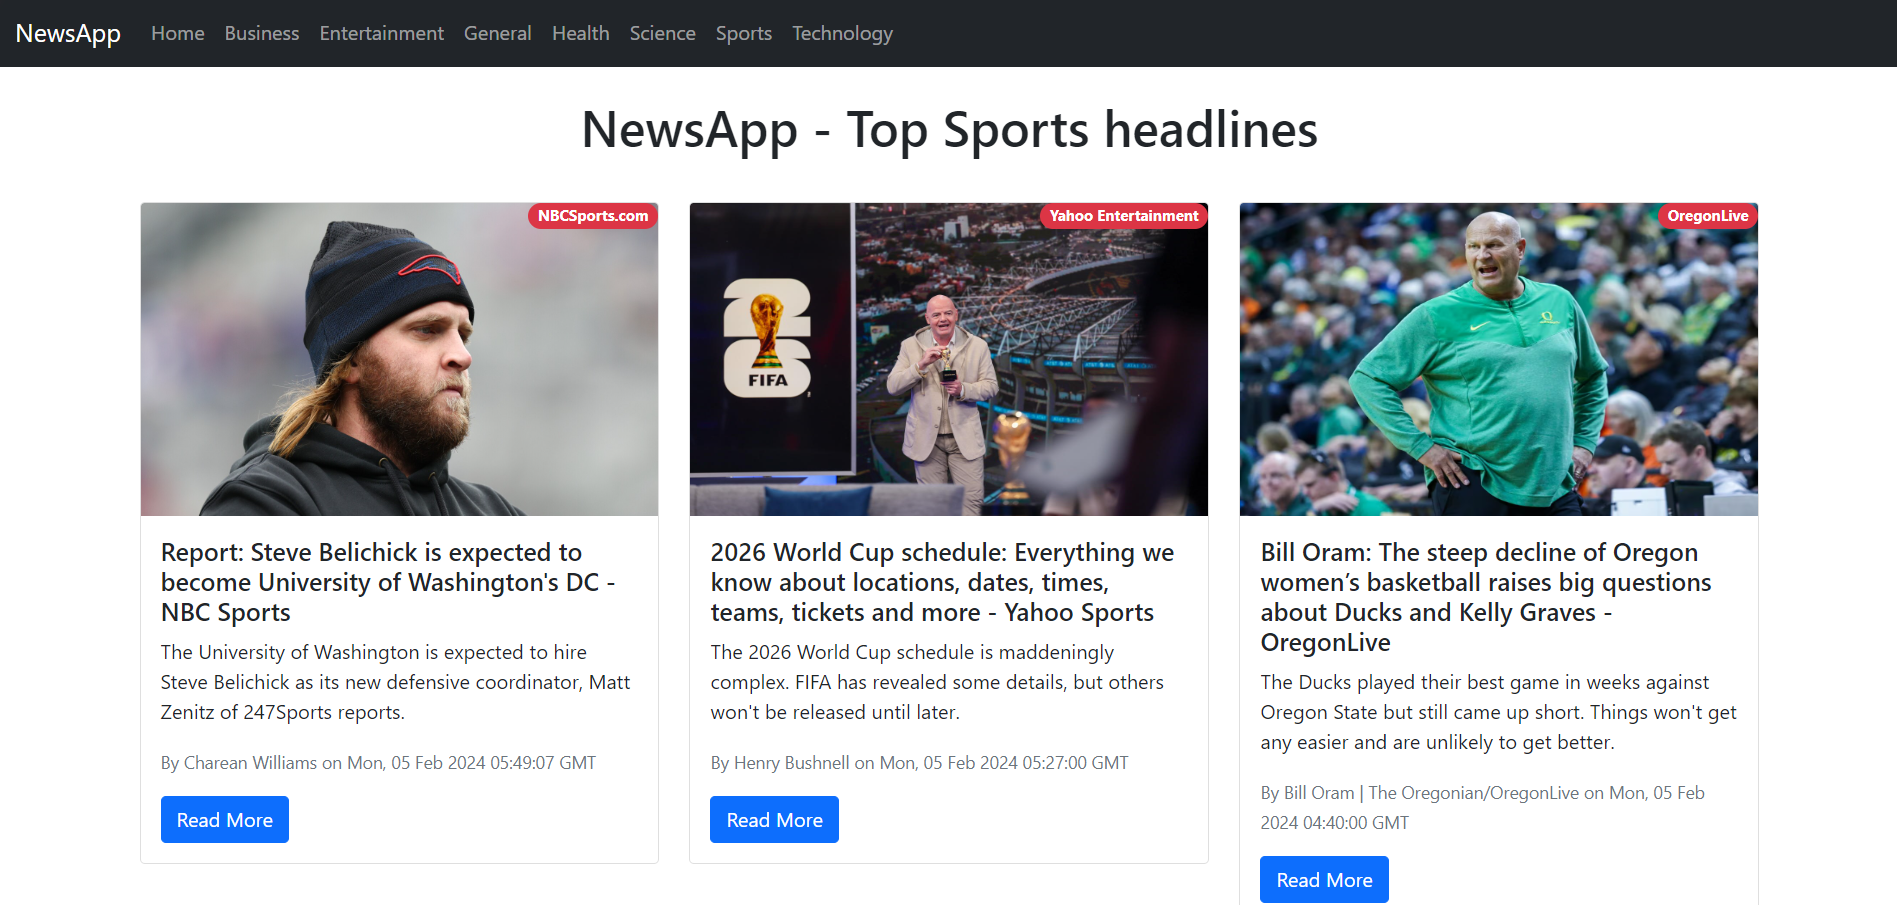 NewsApp Home Business Entertainment General Health Science Sports Technology
NewsApp - Top Sports headlines
NBCSports.com
Report: Steve Belichick is expected to
become University of Washington's DC -
NBC Sports
The University of Washington is expected to hire
Steve Belichick as its new defensive coordinator, Matt
Zenitz of 247Sports reports.
By Charean Williams on Mon, 05 Feb 2024 05:49:07 GMT
Read More
Yahoo Entertainment
26
FIFA
2026 World Cup schedule: Everything we
know about locations, dates, times,
teams, tickets and more - Yahoo Sports
The 2026 World Cup schedule is maddeningly
complex. FIFA has revealed some details, but others
won't be released until later.
By Henry Bushnell on Mon, 05 Feb 2024 05:27:00 GMT
Read More
OregonLive
Bill Oram: The steep decline of Oregon
women’s basketball raises big questions
about Ducks and Kelly Graves -
OregonLive
The Ducks played their best game in weeks against
Oregon State but still came up short. Things won't get
any easier and are unlikely to get better.
By Bill Oram | The Oregonian/OregonLive on Mon, 05 Feb
2024 04:40:00 GMT
Read More